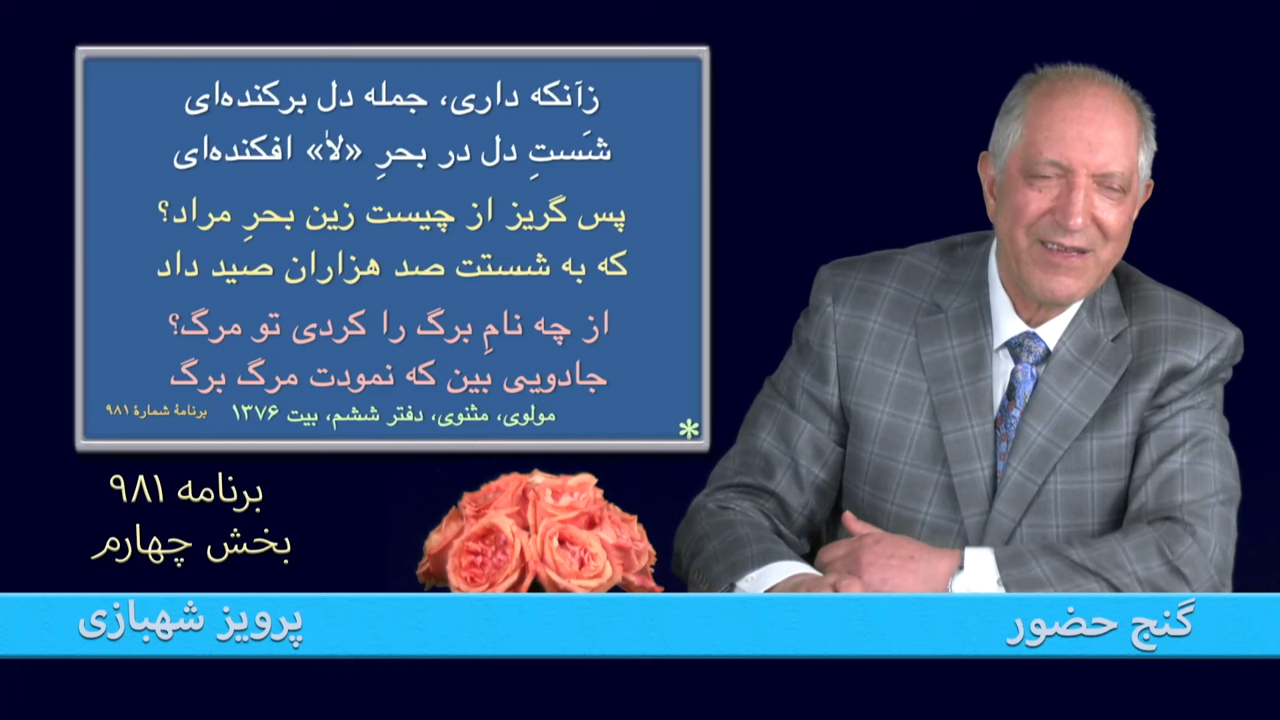 زآنکه داری، جمله دل برکنده‌ای
شَستِ دل در بحرِ «لاٰ» افکنده‌ای
پس گریز از چیست زین بحرِ مراد؟
که به شستت صد هزاران صید داد
از چه نامِ برگ را کردی تو مرگ؟
جادویی بین که نمودت مرگ برگ
مولوی، مثنوی، دفتر ششم، بیت ۱۳۷۶
برنامهٔ شمارهٔ ۹۸۱
*
برنامه ۹۸۱
بخش چهارم
گنج حضور
پرویز شهبازی